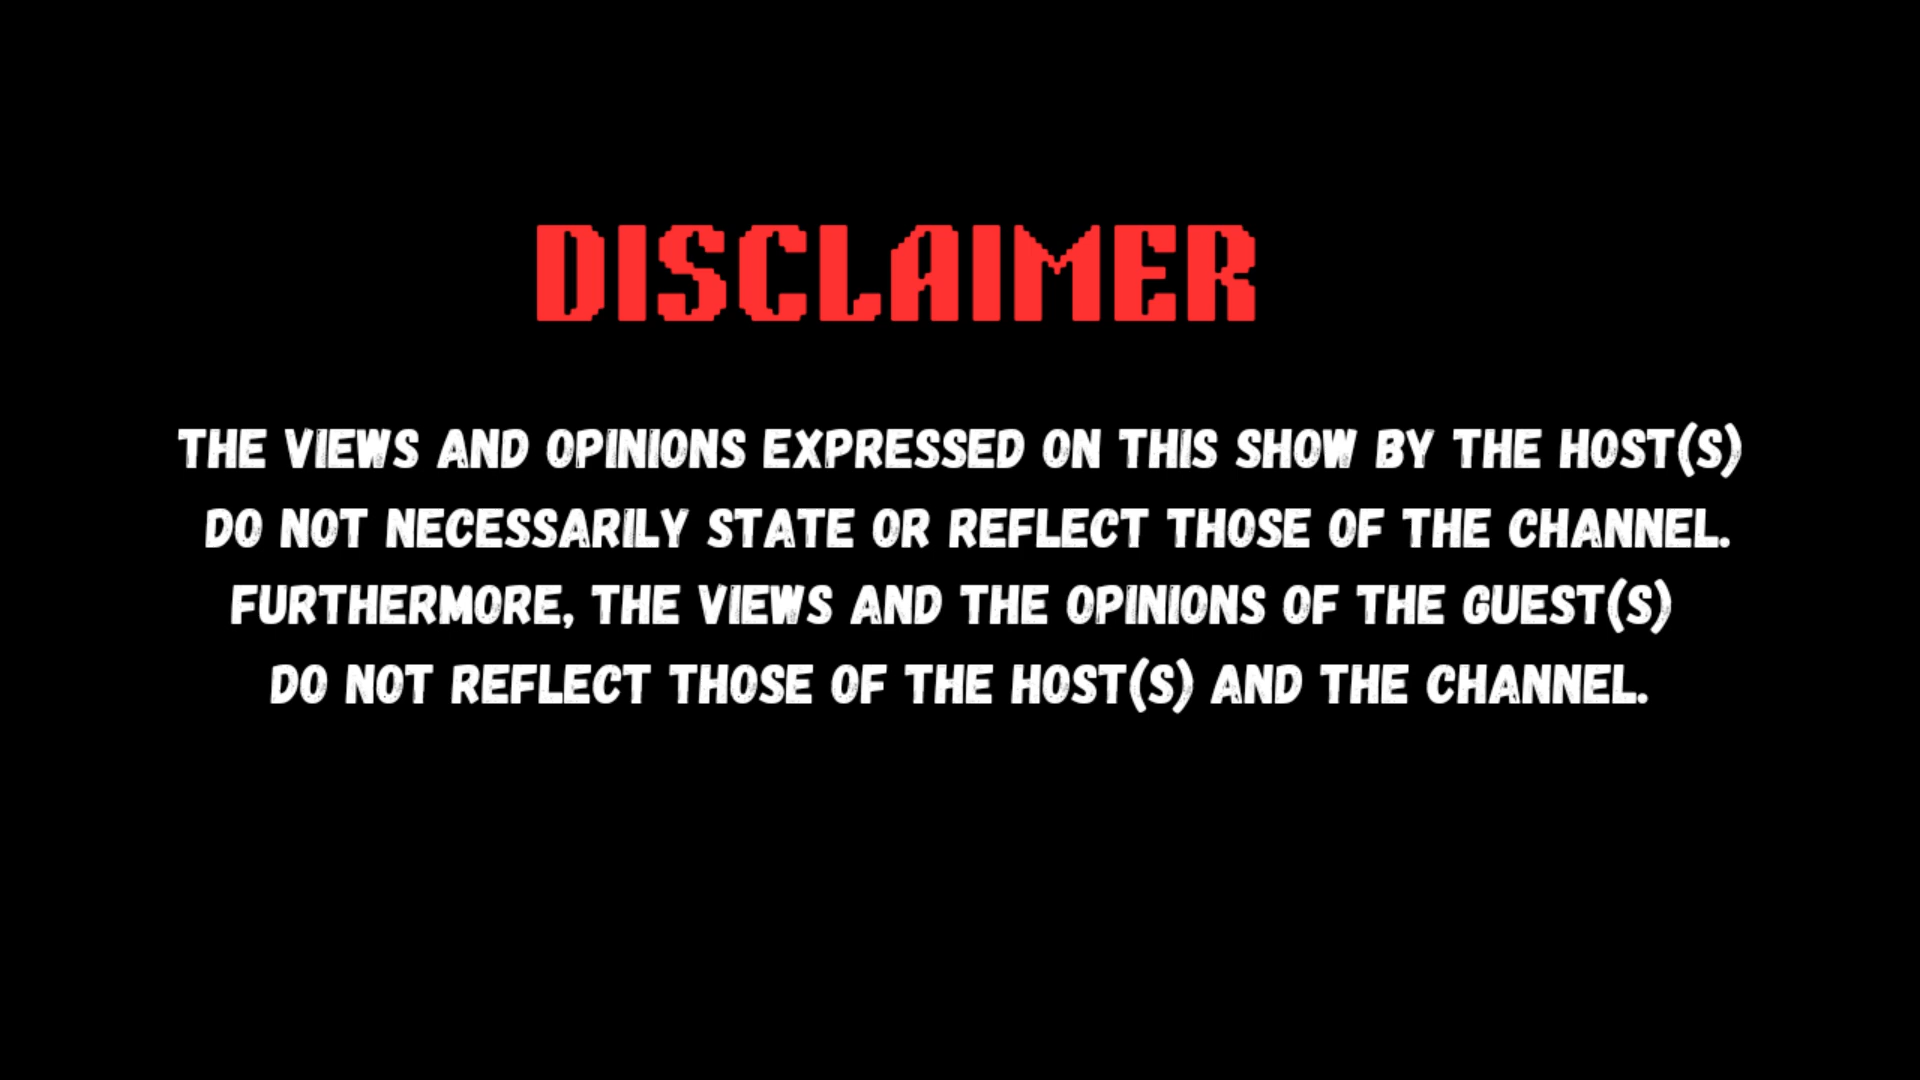 DISCLAIMER
THE VIEWS AND OPINIONS EXPRESSED ON THIS SHOW BY THE HOST(S)
DO NOT NECESSARILY STATE OR REFLECT THOSE OF THE CHANNEL.
FURTHERMORE, THE VIEWS AND THE OPINIONS OF THE GUEST(S)
DO NOT REFLECT THOSE OF THE HOST(S) AND THE CHANNEL.